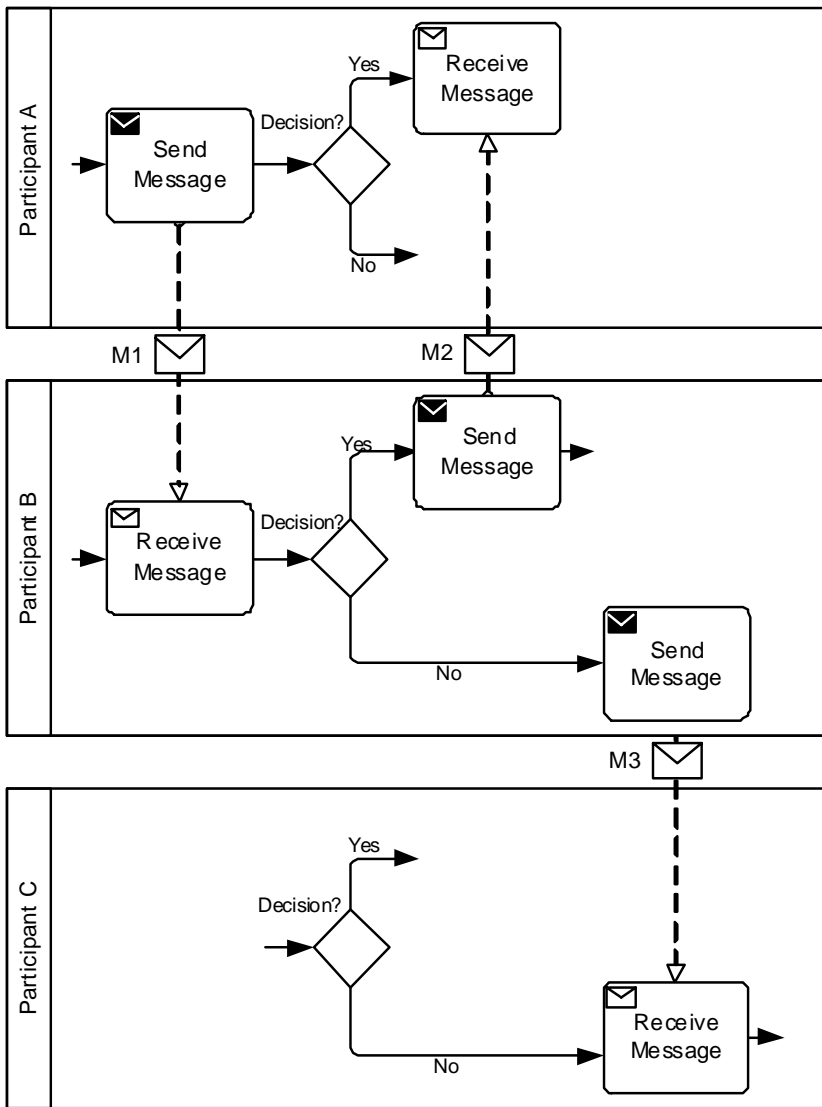 Participant A
Send
Message
Decision?
Yes
No
Receive
Message
M1
M2
Participant B
Receive
Message
Decision?
Yes
Send
Message
No
Send
Message
M3
Participant C
Decision?
Yes
No
Receive
Message